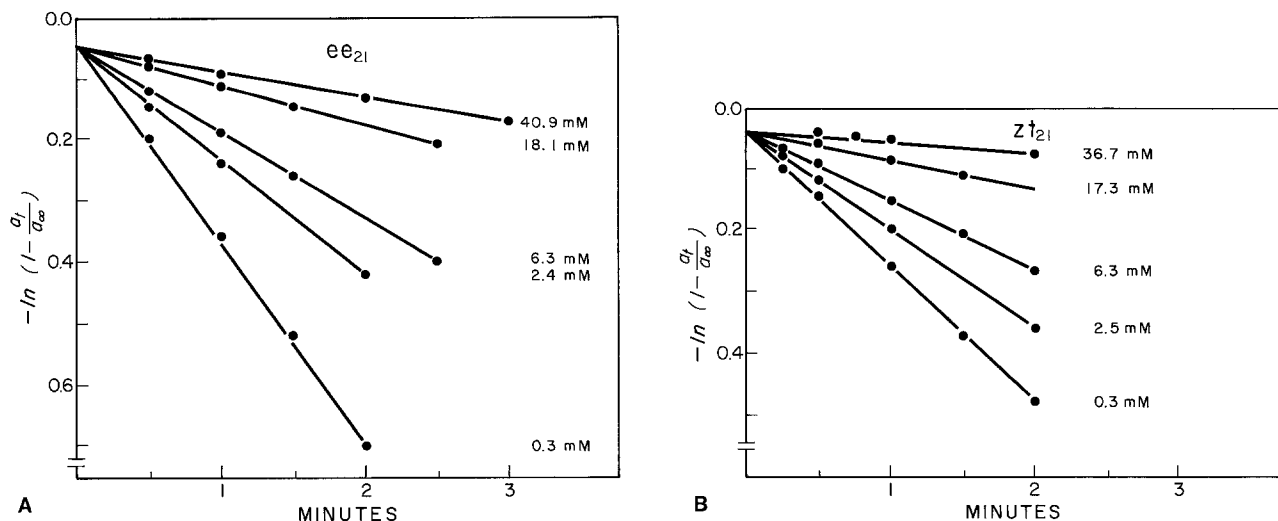 0.0
0.2
0.4
0.6
-ln (1- at/a∞)
ee21
40.9 mM
18.1 mM
6.3 mM
2.4 mM
0.3 mM
1
2
3
MINUTES
A
0.0
0.2
0.4
-ln (1- at/a∞)
zt21
36.7 mM
17.3 mM
6.3 mM
2.5 mM
0.3 mM
1
2
3
MINUTES
B